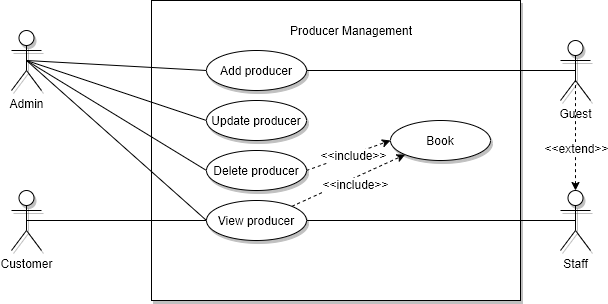 Producer Management
Add producer
Admin
Guest
Update producer
Book
<<extend>>
<<include>>
Delete producer
<<include>>
View producer
Customer
Staff